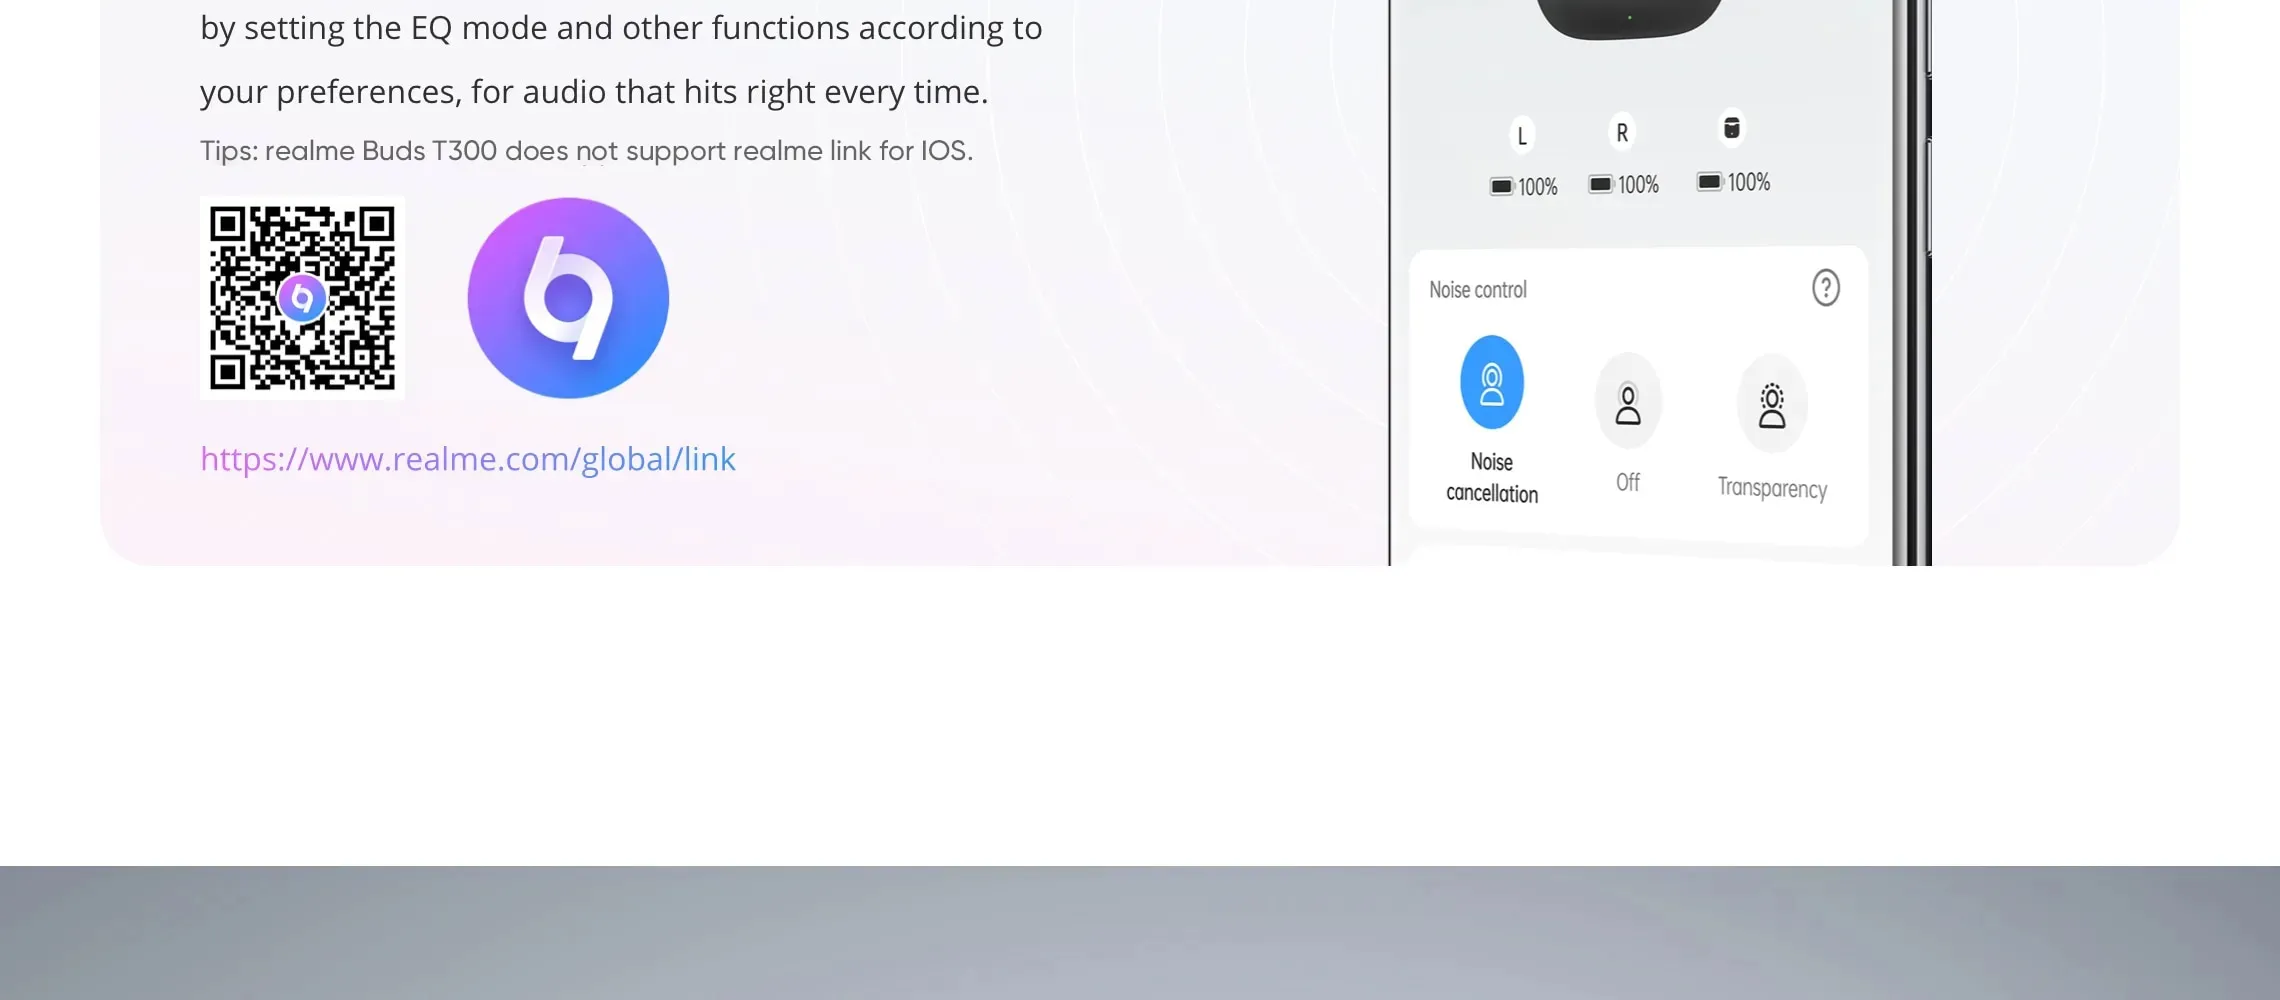 by setting the EQ mode and other functions according to
your preferences, for audio that hits right every time.
Tips: realme Buds T300 does not support realme link for IOS.
https://www.realme.com/global/link
L
R
100%
100%
100%
Noise control
?
Noise
cancellation
Off
Transparency